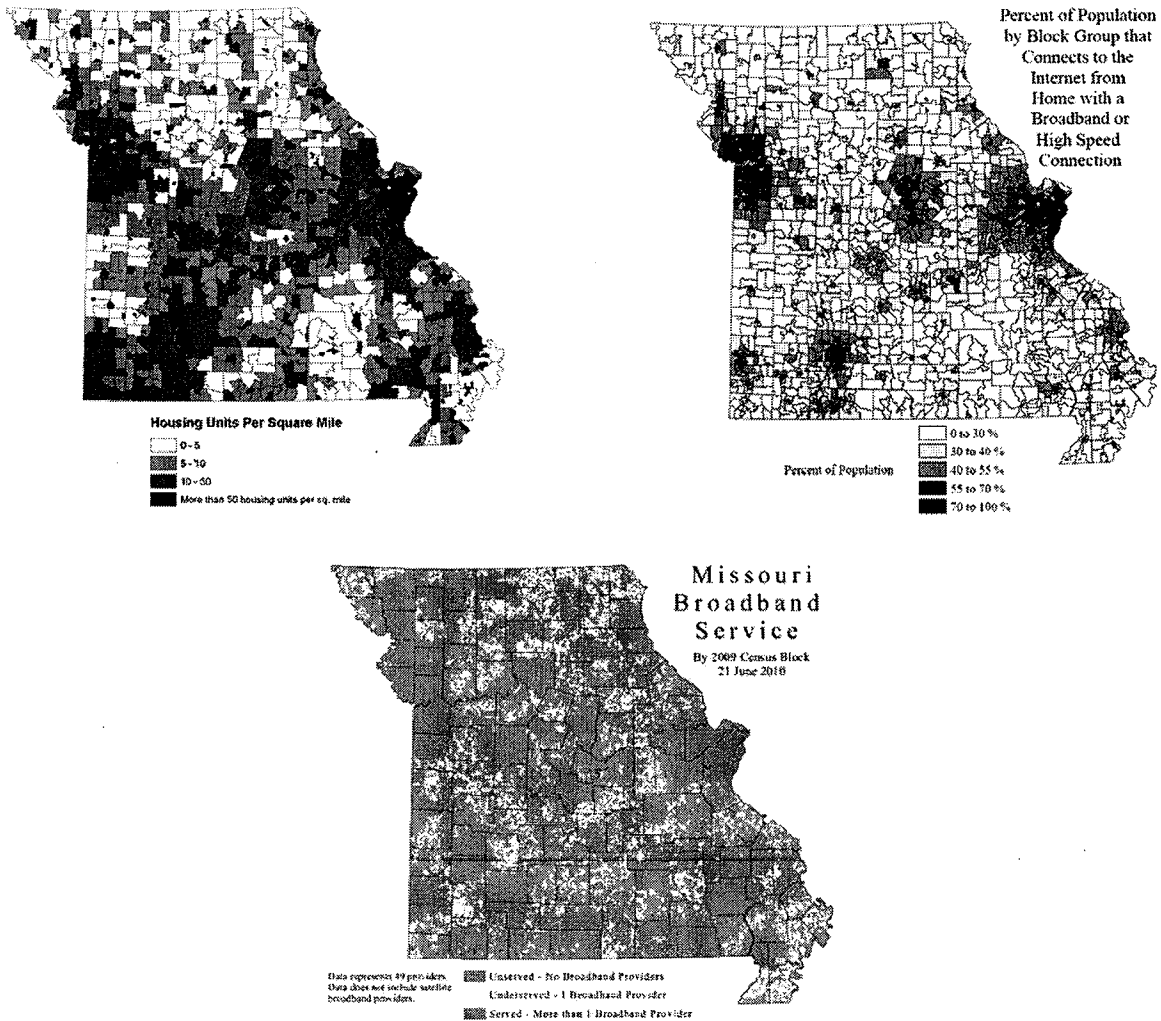 Percent of Population
by Block Group that
Connects to the
Internet from
Home with a
Broadband or
High Speed
Connection
Housing Units Per Square Mile
0 - 5
5 - 10
10 - 50
More than 50 housing units per sq. mile
Percent of Population
0 to 30 %
30 to 40 %
40 to 55 %
55 to 70 %
70 to 100 %
Missouri
Broadband
Service
By 2009 Census Block
21 June 2010
Data represents 49 providers.
Data does not include satellite
broadband providers.
Unserved - No Broadband Providers
Underserved - 1 Broadband Provider
Served - More than 1 Broadband Provider